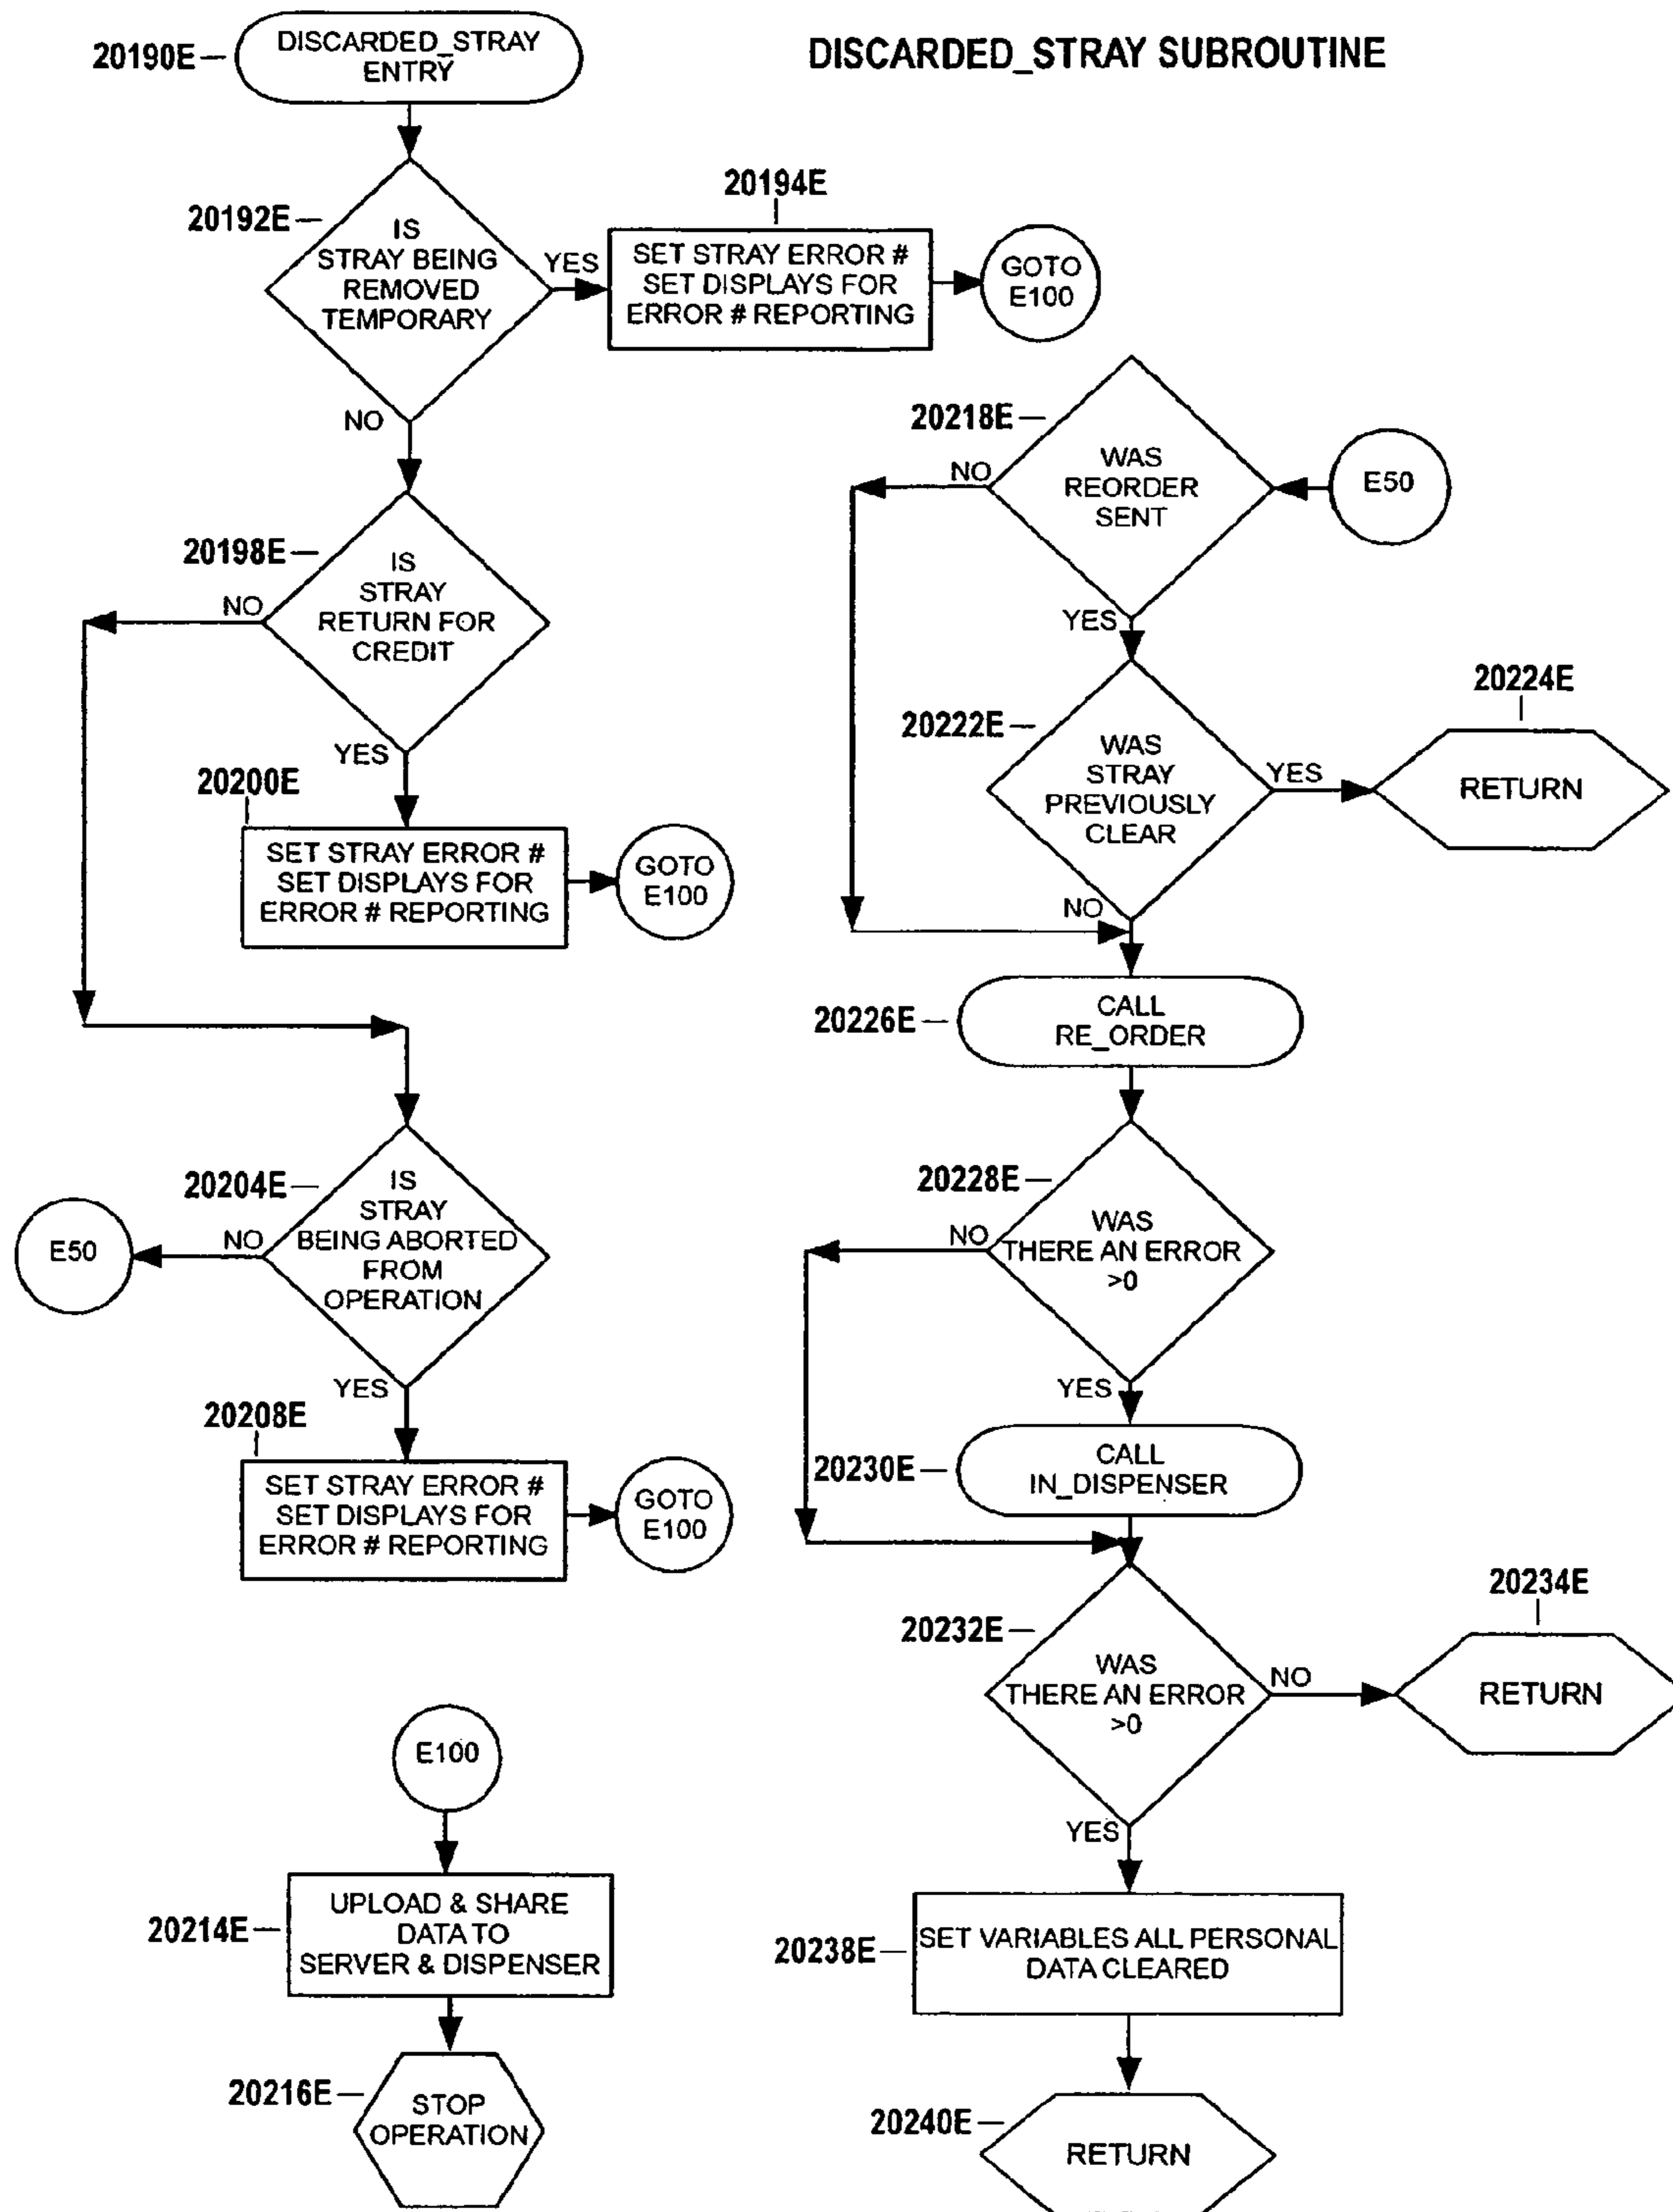 DISCARDED_STRAY SUBROUTINE
20190E
DISCARDED_STRAY
ENTRY
20192E
IS
STRAY BEING
REMOVED
TEMPORARY
YES
NO
20194E
SET STRAY ERROR #
SET DISPLAYS FOR
ERROR # REPORTING
GOTO
E100
20198E
IS
STRAY
RETURN FOR
CREDIT
NO
YES
20200E
SET STRAY ERROR #
SET DISPLAYS FOR
ERROR # REPORTING
GOTO
E100
20204E
IS
STRAY
BEING ABORTED
FROM
OPERATION
NO
E50
YES
20208E
SET STRAY ERROR #
SET DISPLAYS FOR
ERROR # REPORTING
GOTO
E100
E100
20214E
UPLOAD & SHARE
DATA TO
SERVER & DISPENSER
20216E
STOP
OPERATION
20218E
WAS
REORDER
SENT
E50
NO
YES
20222E
WAS
STRAY
PREVIOUSLY
CLEAR
YES
20224E
RETURN
NO
20226E
CALL
RE_ORDER
20228E
WAS
THERE AN ERROR
>0
NO
YES
20230E
CALL
IN_DISPENSER
20232E
WAS
THERE AN ERROR
>0
NO
20234E
RETURN
YES
20238E
SET VARIABLES ALL PERSONAL
DATA CLEARED
20240E
RETURN